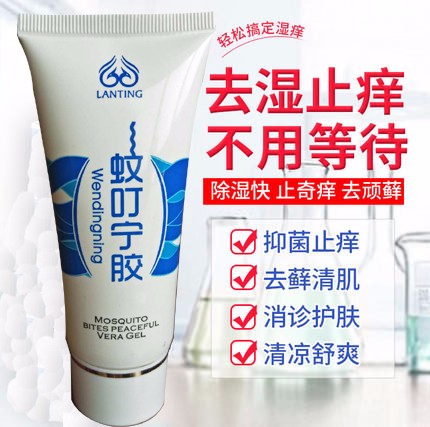 轻松搞定湿痒
去湿止痒
不用等待
除湿快 止奇痒 去顽藓
抑菌止痒
去藓清肌
消诊护肤
清凉舒爽
LANTING
蚊叮宁胶
Wendingning
MOSQUITO
BITES PEACEFUL
VERA GEL